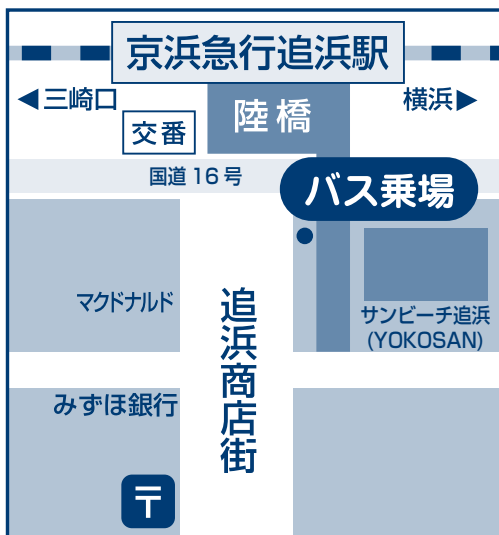 京浜急行追浜駅
◀三崎口
横浜▶
陸橋
交番
国道16号
バス乗場
マクドナルド
追浜商店街
サンビーチ追浜
(YOKOSAN)
みずほ銀行
〒